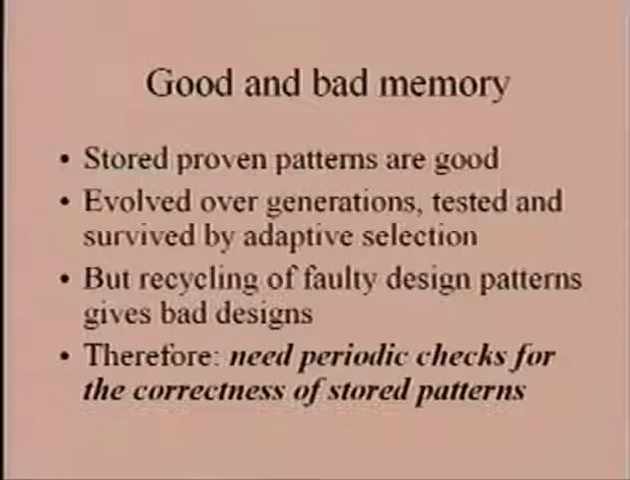 Good and bad memory
• Stored proven patterns are good
• Evolved over generations, tested and
survived by adaptive selection
• But recycling of faulty design patterns
gives bad designs
• Therefore: need periodic checks for
the correctness of stored patterns